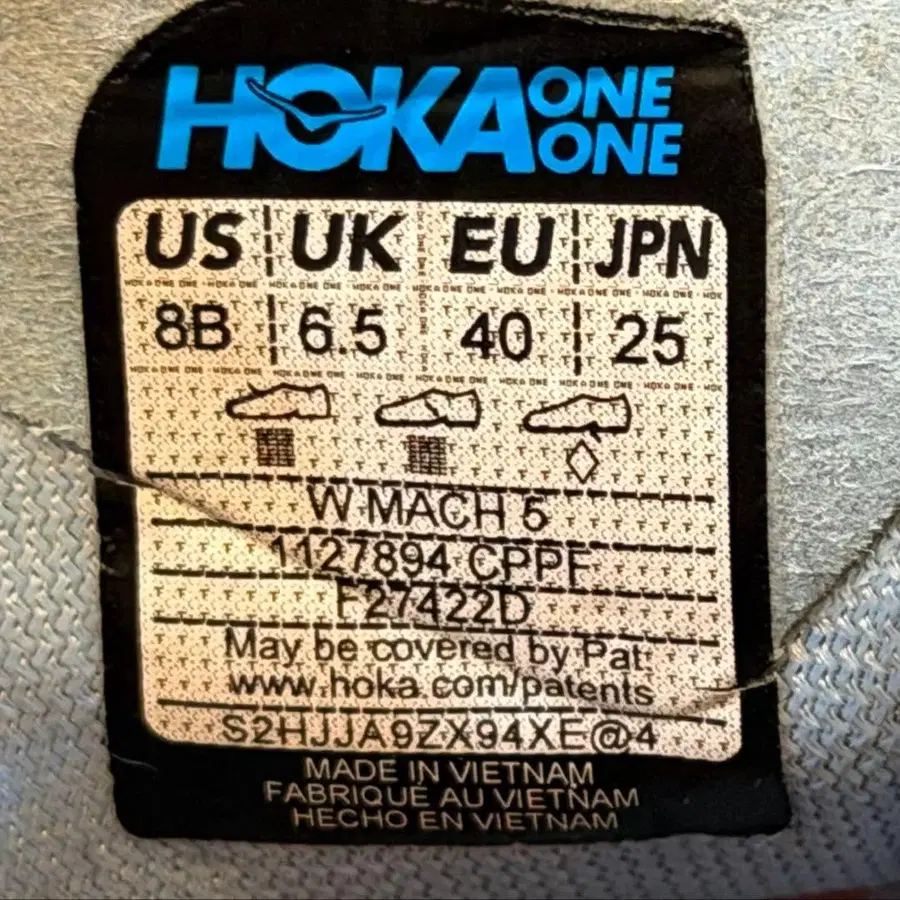 HOKA ONE ONE
US UK EU JPN
8B 6.5 40 25
W MACH 5
1127894 CPPF
F27422D
May be covered by Pat:
www.hoka.com/patents
S2HJJA9ZX94XE@4
MADE IN VIETNAM
FABRIQUE AU VIETNAM
HECHO EN VIETNAM